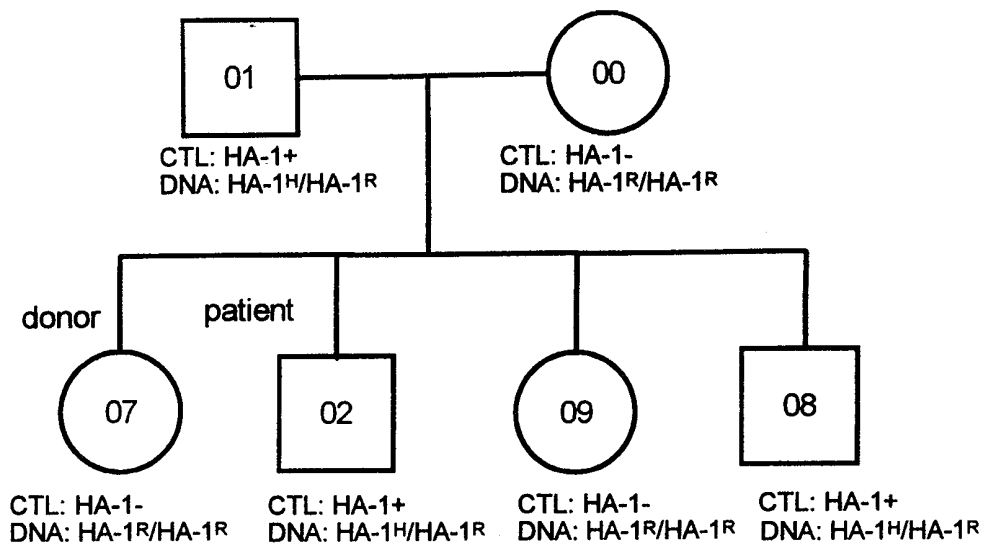 01
00
CTL: HA-1+
DNA: HA-1ᴴ/HA-1ᴿ
CTL: HA-1-
DNA: HA-1ᴿ/HA-1ᴿ
donor
patient
07
02
09
08
CTL: HA-1-
DNA: HA-1ᴿ/HA-1ᴿ
CTL: HA-1+
DNA: HA-1ᴴ/HA-1ᴿ
CTL: HA-1-
DNA: HA-1ᴿ/HA-1ᴿ
CTL: HA-1+
DNA: HA-1ᴴ/HA-1ᴿ